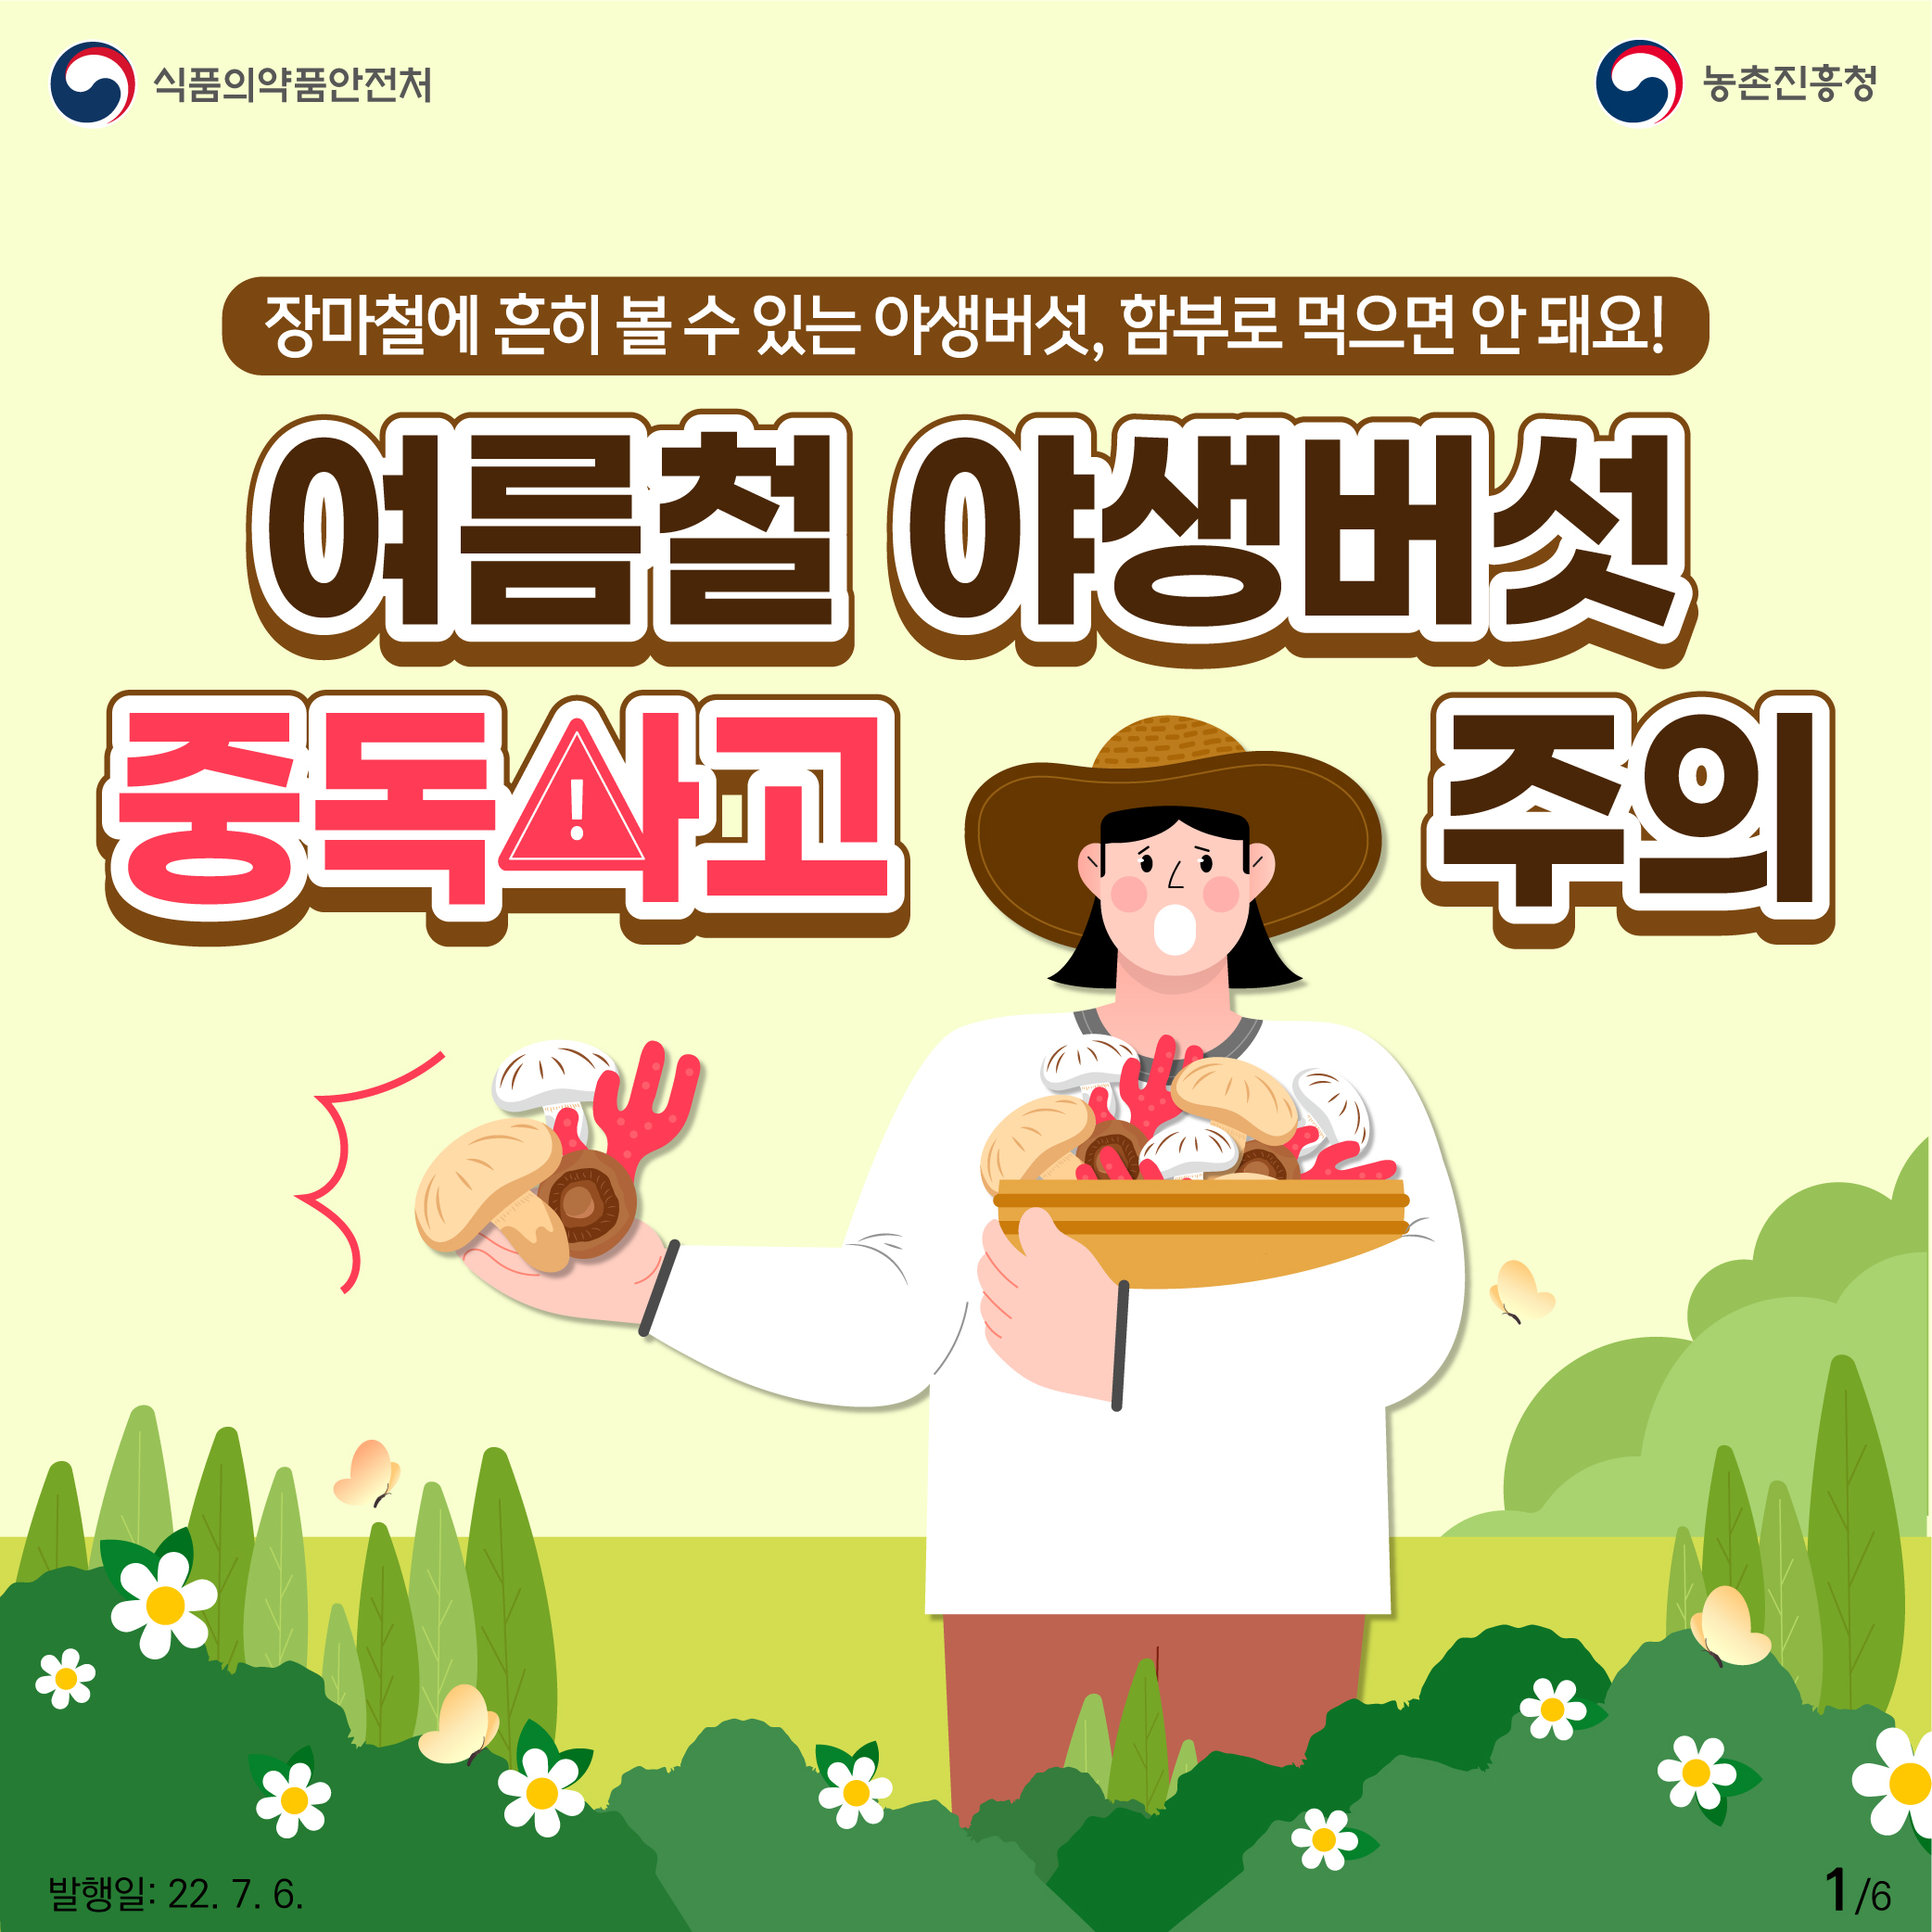 식품의약품안전처
농촌진흥청
장마철에 흔히 볼 수 있는 야생버섯, 함부로 먹으면 안 돼요!
여름철 야생버섯
중독사고 주의
발행일: 22. 7. 6.
1/6